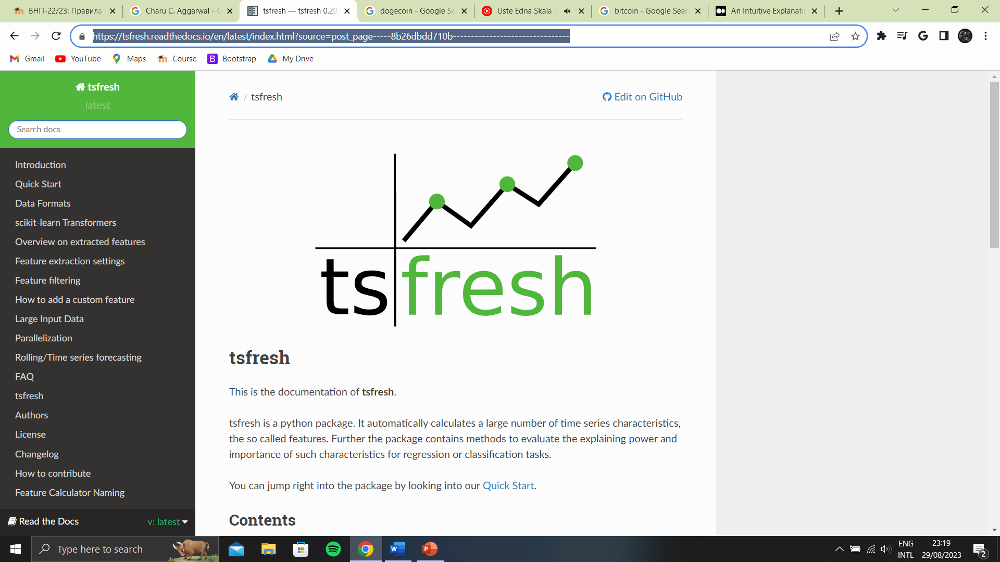 ВНП-22/23: Правила
Charu C. Aggarwal - G
tsfresh — tsfresh 0.20.
dogecoin - Google Se
Uste Edna Skala -
bitcoin - Google Sear
An Intuitive Explanati
https://tsfresh.readthedocs.io/en/latest/index.html?source=post_page-----8b26dbdd710b--------------------------------
Gmail
YouTube
Maps
Course
B Bootstrap
My Drive
tsfresh
latest
Search docs
Introduction
Quick Start
Data Formats
scikit-learn Transformers
Overview on extracted features
Feature extraction settings
Feature filtering
How to add a custom feature
Large Input Data
Parallelization
Rolling/Time series forecasting
FAQ
tsfresh
Authors
License
Changelog
How to contribute
Feature Calculator Naming
Read the Docs
v: latest
/ tsfresh
Edit on GitHub
tsfresh
tsfresh
This is the documentation of tsfresh.
tsfresh is a python package. It automatically calculates a large number of time series characteristics,
the so called features. Further the package contains methods to evaluate the explaining power and
importance of such characteristics for regression or classification tasks.
You can jump right into the package by looking into our Quick Start.
Contents
Type here to search
W
P
ENG
INTL
23:19
29/08/2023
2